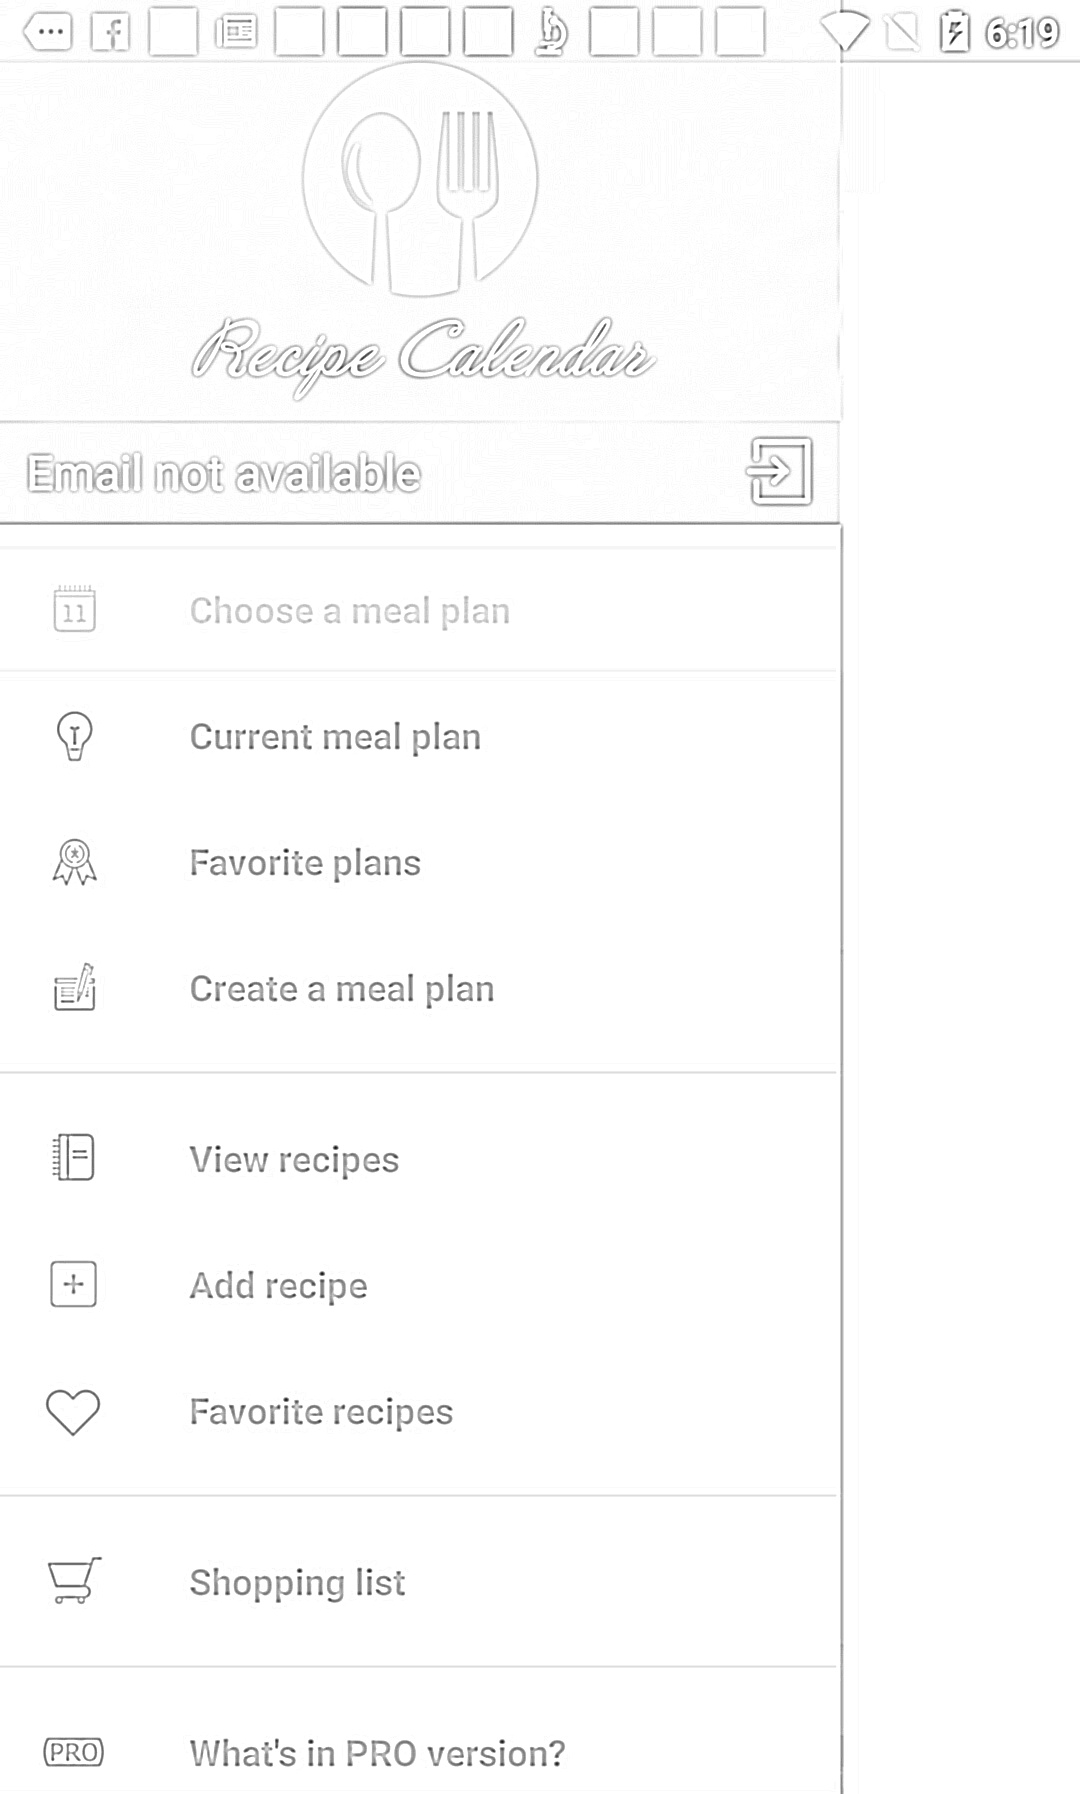 6:19
Recipe Calendar
Email not available
11
Choose a meal plan
Current meal plan
Favorite plans
Create a meal plan
View recipes
Add recipe
Favorite recipes
Shopping list
PRO
What's in PRO version?